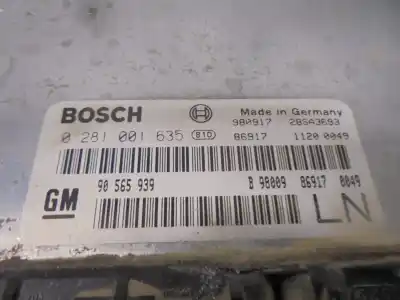 BOSCH Made in Germany
980917 28SA3693
0 281 001 635 B10 86917 1120 0049
90 565 939 B 98009 86917 0049
GM LN